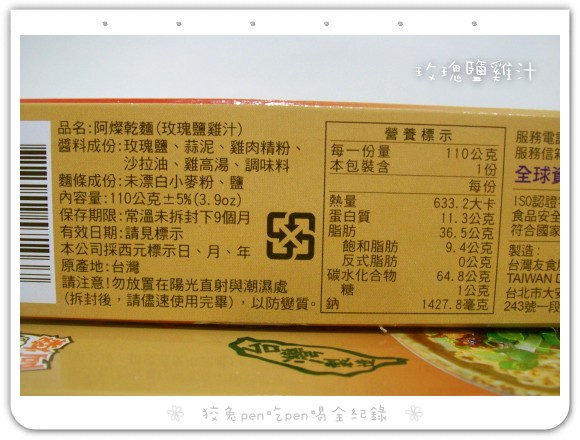 玫瑰鹽雞汁
品名:阿燦乾麵(玫瑰鹽雞汁)
醬料成份:玫瑰鹽、蒜泥、雞肉精粉、
沙拉油、雞高湯、調味料
麵條成份:未漂白小麥粉、鹽
內容量:110公克±5%(3.9oz)
保存期限:常溫未拆封下9個月
有效日期:請見標示
本公司採西元標示日、月、年
原產地:台灣
請注意!勿放置在陽光直射與潮濕處
(拆封後,請儘速使用完畢),以防變質。
營養標示
每一份量 110公克
本包裝含 1份
每份
熱量 633.2大卡
蛋白質 11.3公克
脂肪 36.5公克
飽和脂肪 9.4公克
反式脂肪 0公克
碳水化合物 64.8公克
糖 1公克
鈉 1427.8毫克
服務電
服務信
全球
ISO認證
食品安全
符合國家
製造:
台灣友食
TAIWAN D
台北市大安
243號一段
台灣製造
狡兔pen吃pen喝全紀錄